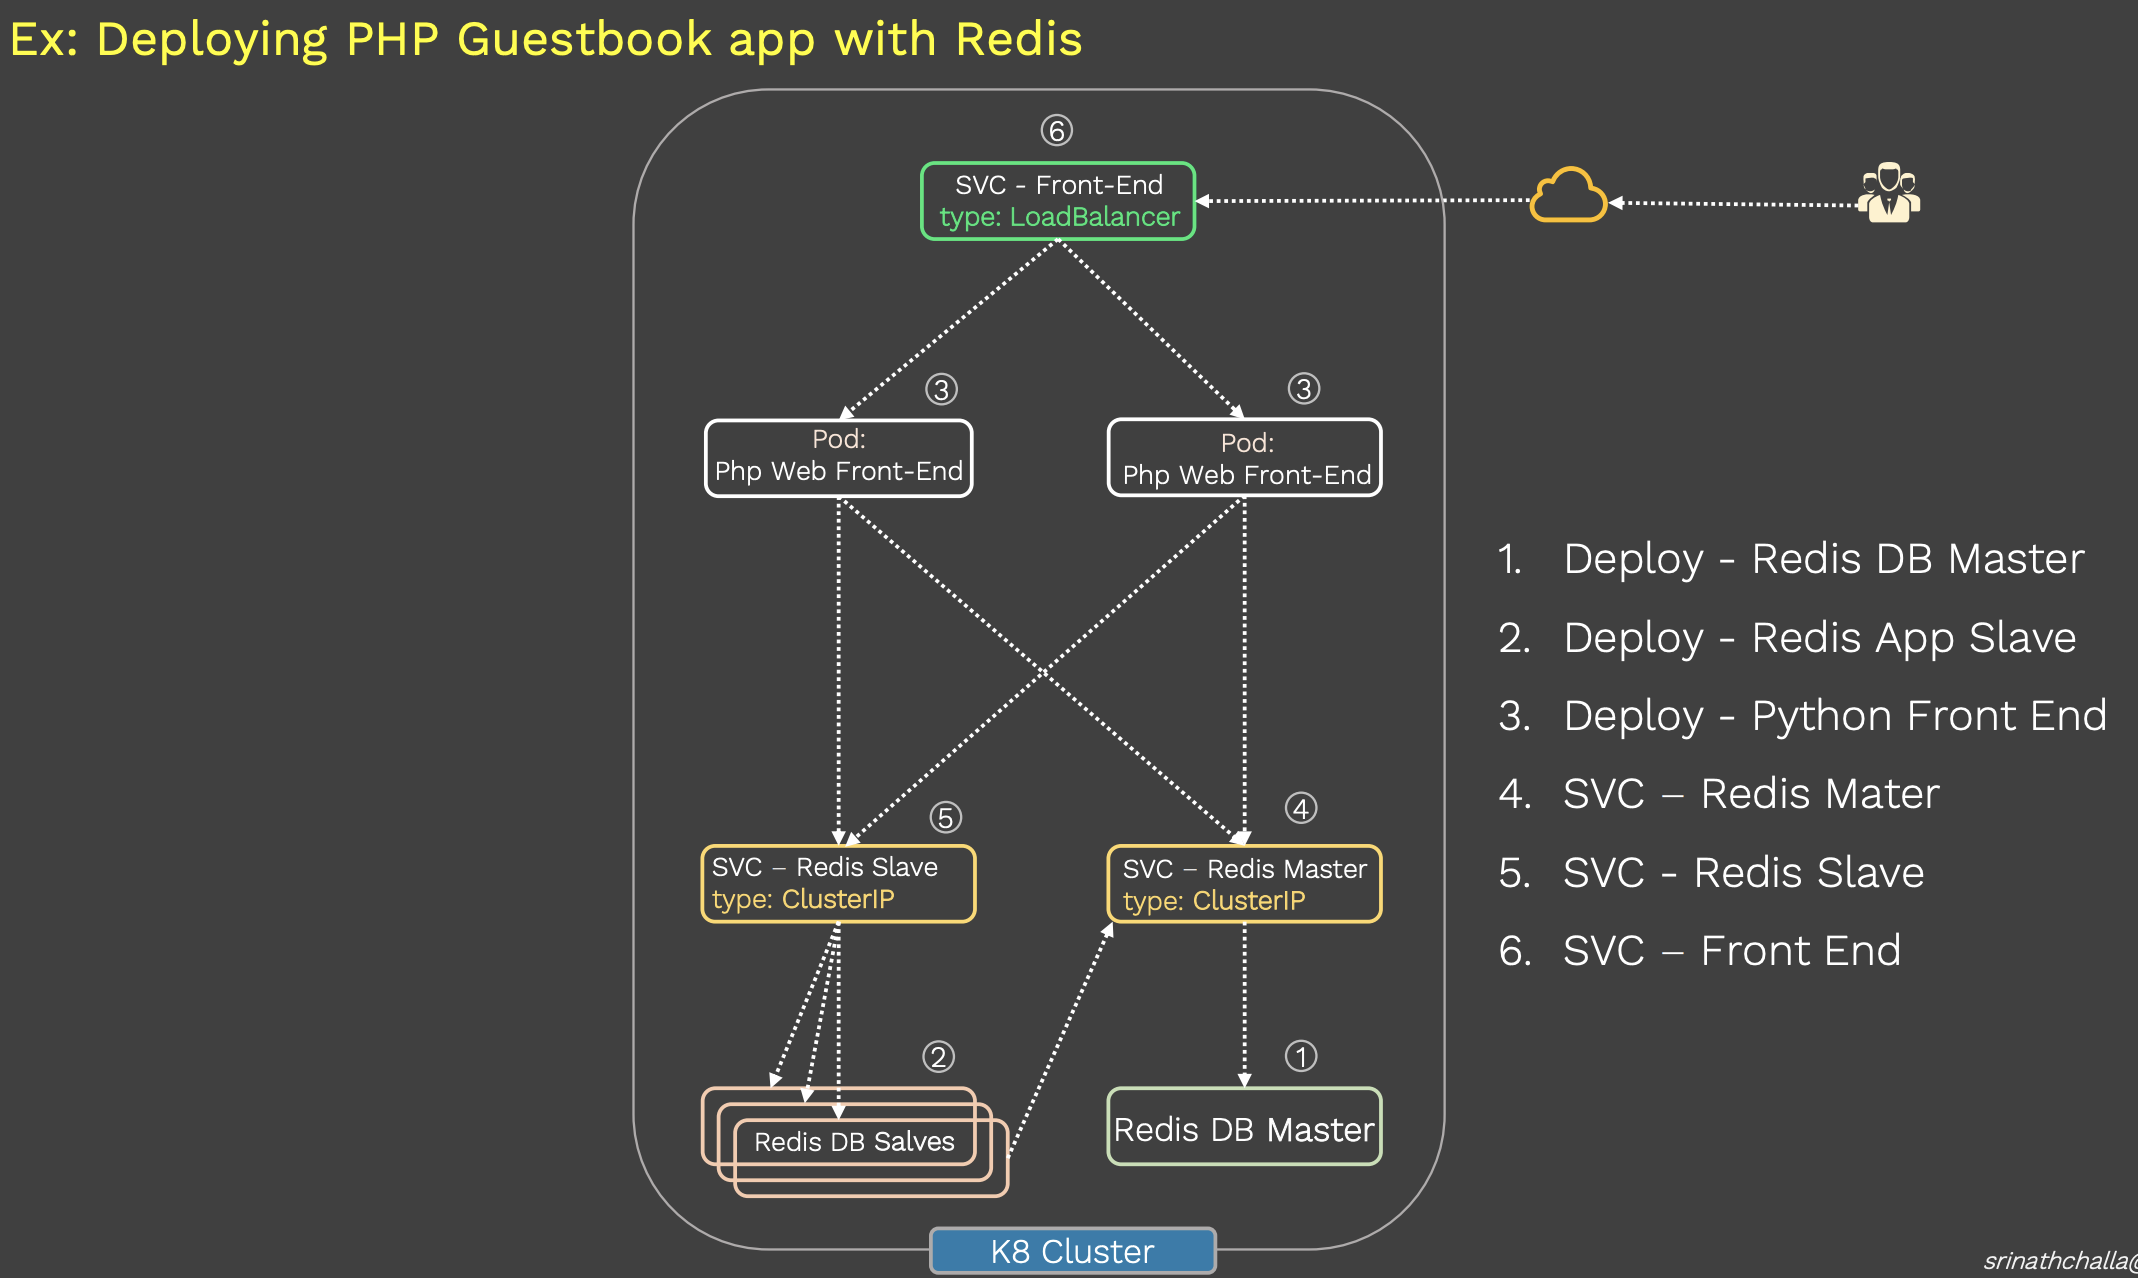 Ex: Deploying PHP Guestbook app with Redis
6
SVC - Front-End
type: LoadBalancer
3
Pod:
Php Web Front-End
3
Pod:
Php Web Front-End
5
SVC – Redis Slave
type: ClusterIP
4
SVC – Redis Master
type: ClusterIP
2
Redis DB Salves
1
Redis DB Master
K8 Cluster
1. Deploy - Redis DB Master
2. Deploy - Redis App Slave
3. Deploy - Python Front End
4. SVC – Redis Mater
5. SVC - Redis Slave
6. SVC – Front End
srinathchalla@